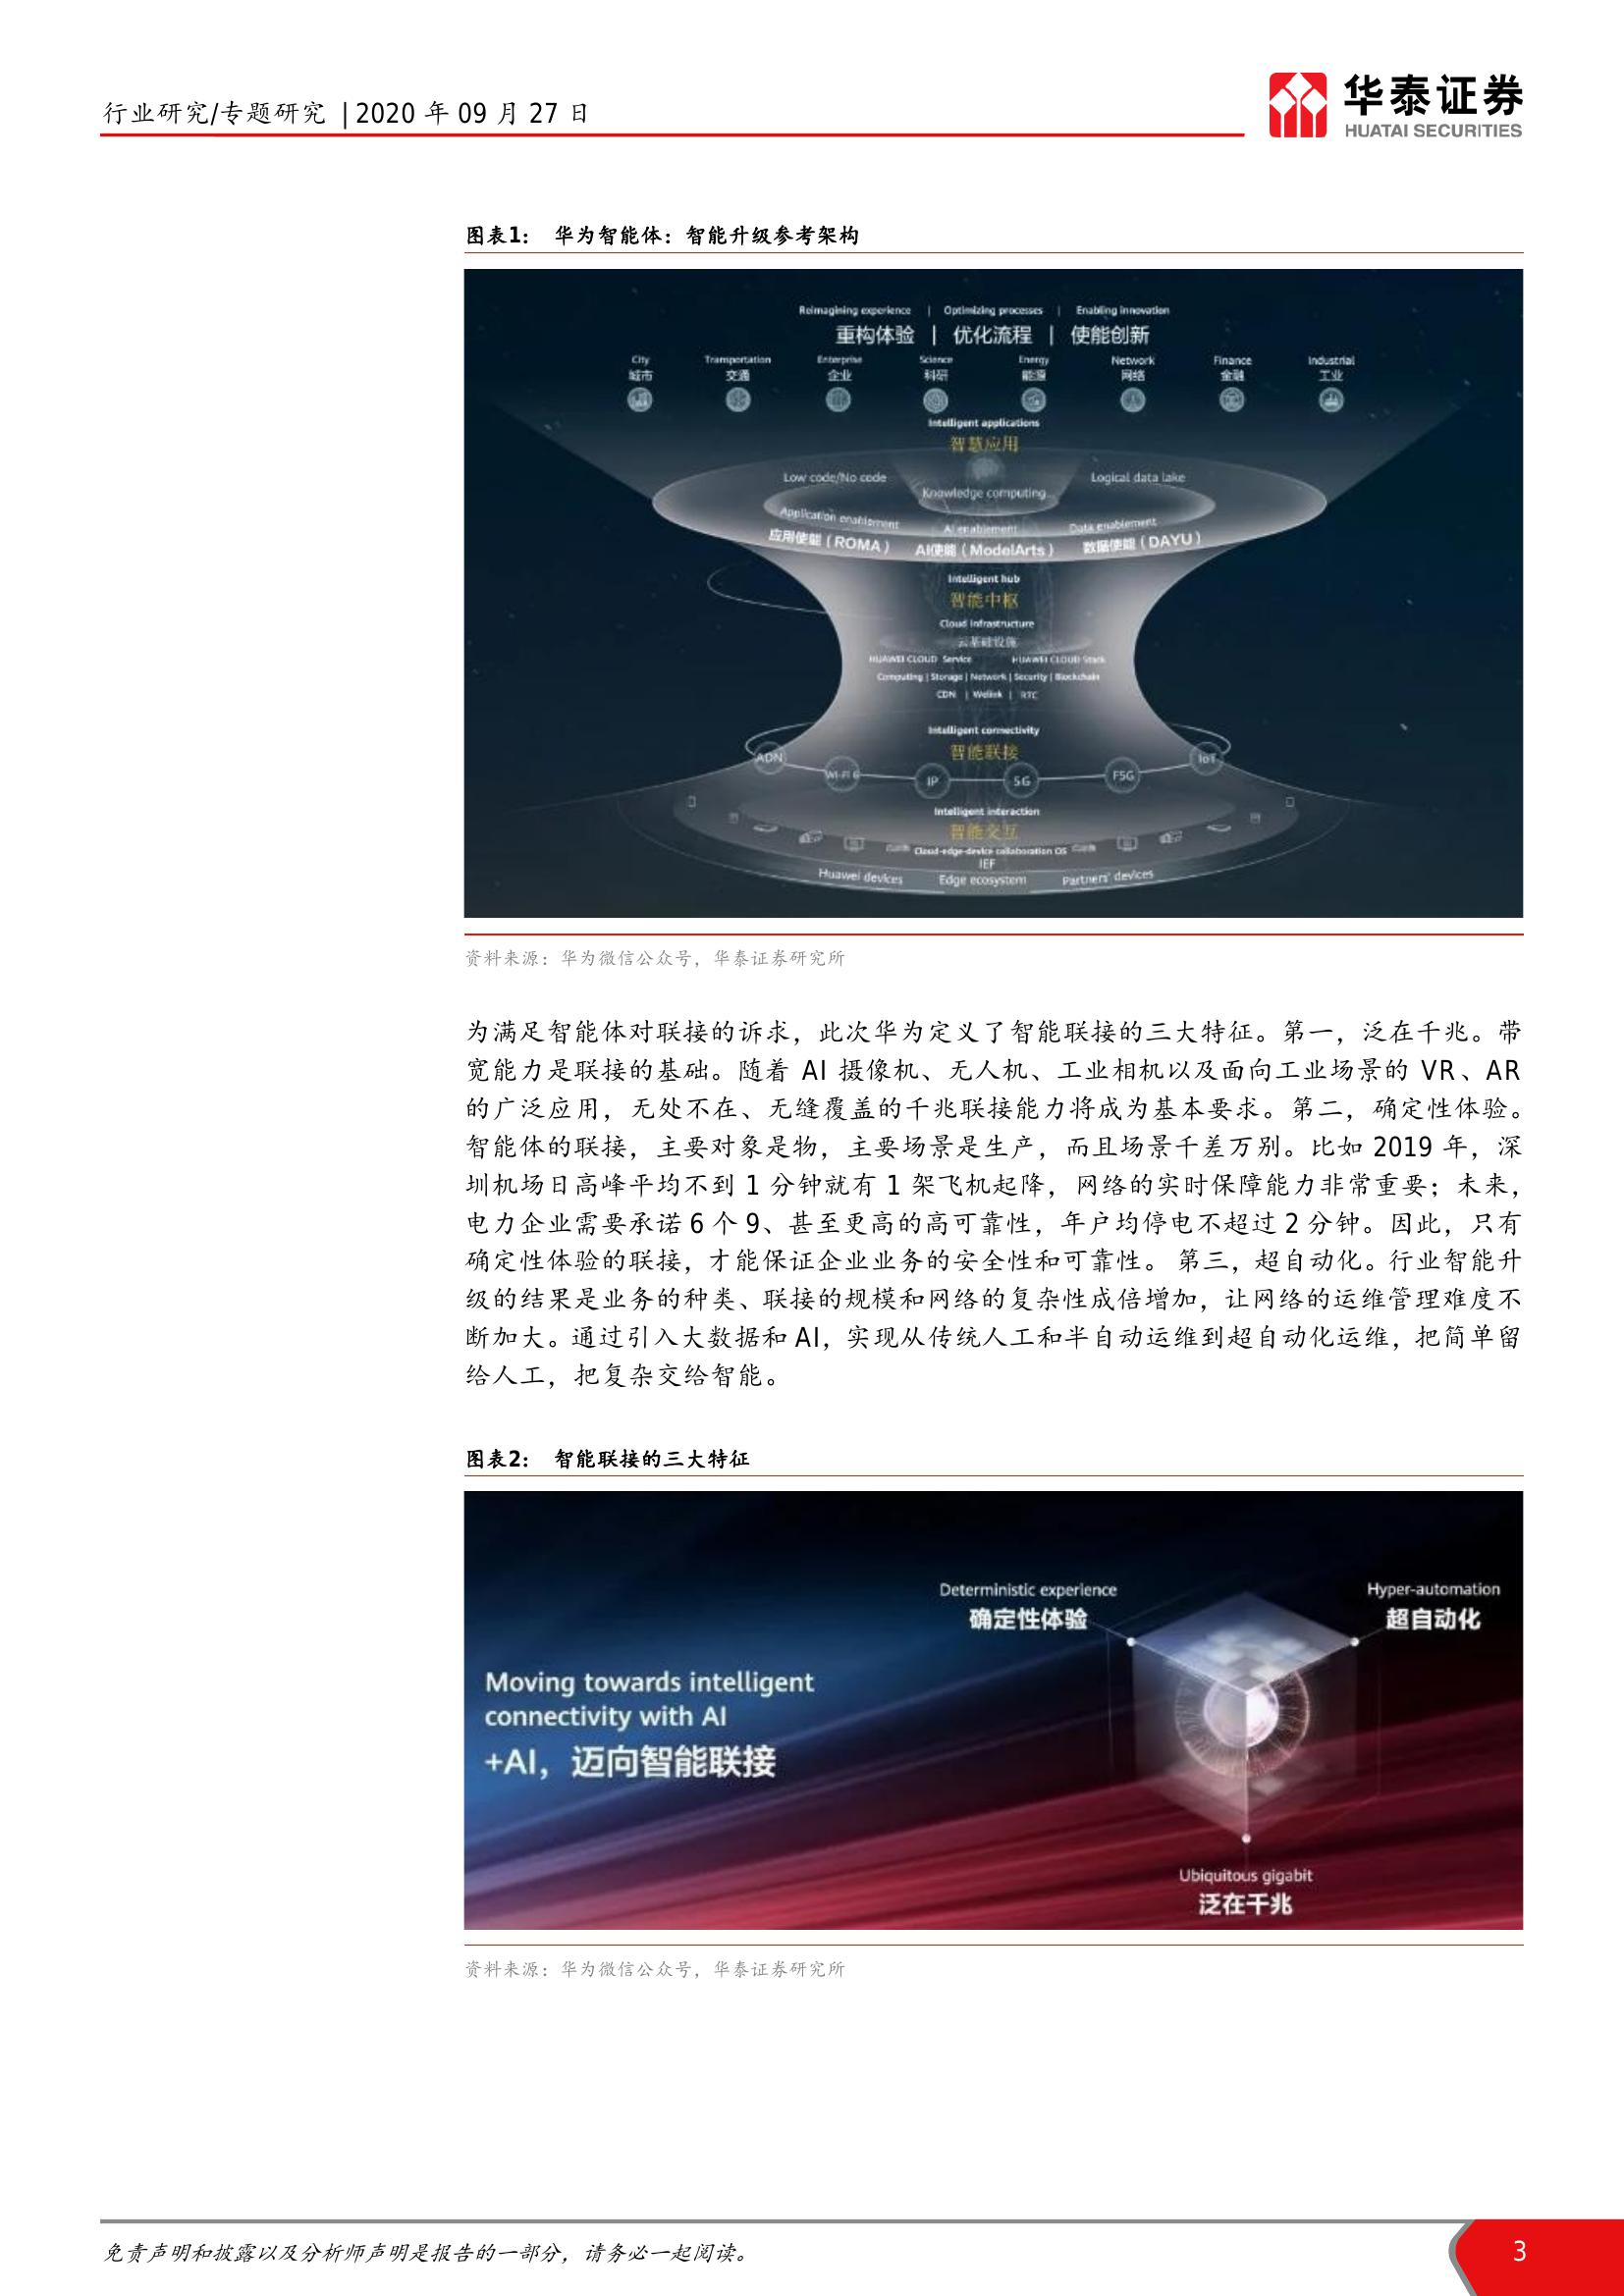 行业研究/专题研究 | 2020 年 09 月 27 日
华泰证券
HUATAI SECURITIES
图表1： 华为智能体：智能升级参考架构
Reimagining experience | Optimizing processes | Enabling innovation
重构体验 | 优化流程 | 使能创新
City Transportation Enterprise Science Energy Network Finance Industrial
城市 交通 企业 科研 能源 网络 金融 工业
Intelligent applications
智慧应用
Low code/No code Logical data lake
Knowledge computing
Application enablement AI enablement Data enablement
应用使能（ROMA） AI使能（ModelArts） 数据使能（DAYU）
Intelligent hub
智能中枢
Cloud infrastructure
云基础设施
HUAWEI CLOUD Service HUAWEI CLOUD Stack
Computing | Storage | Network | Security | Blockchain
CDN | Welink | RTC
Intelligent connectivity
智能联接
ADN WI-FI 6 IP 5G F5G IoT
Intelligent interaction
智能交互
Cloud-edge-device collaboration OS
IEF
Huawei devices Edge ecosystem Partners' devices
资料来源：华为微信公众号，华泰证券研究所
为满足智能体对联接的诉求，此次华为定义了智能联接的三大特征。第一，泛在千兆。带
宽能力是联接的基础。随着 AI 摄像机、无人机、工业相机以及面向工业场景的 VR、AR
的广泛应用，无处不在、无缝覆盖的千兆联接能力将成为基本要求。第二，确定性体验。
智能体的联接，主要对象是物，主要场景是生产，而且场景千差万别。比如 2019 年，深
圳机场日高峰平均不到 1 分钟就有 1 架飞机起降，网络的实时保障能力非常重要；未来，
电力企业需要承诺 6 个 9、甚至更高的高可靠性，年户均停电不超过 2 分钟。因此，只有
确定性体验的联接，才能保证企业业务的安全性和可靠性。 第三，超自动化。行业智能升
级的结果是业务的种类、联接的规模和网络的复杂性成倍增加，让网络的运维管理难度不
断加大。通过引入大数据和 AI，实现从传统人工和半自动运维到超自动化运维，把简单留
给人工，把复杂交给智能。
图表2： 智能联接的三大特征
Deterministic experience
确定性体验
Hyper-automation
超自动化
Moving towards intelligent
connectivity with AI
+AI，迈向智能联接
Ubiquitous gigabit
泛在千兆
资料来源：华为微信公众号，华泰证券研究所
免责声明和披露以及分析师声明是报告的一部分，请务必一起阅读。
3